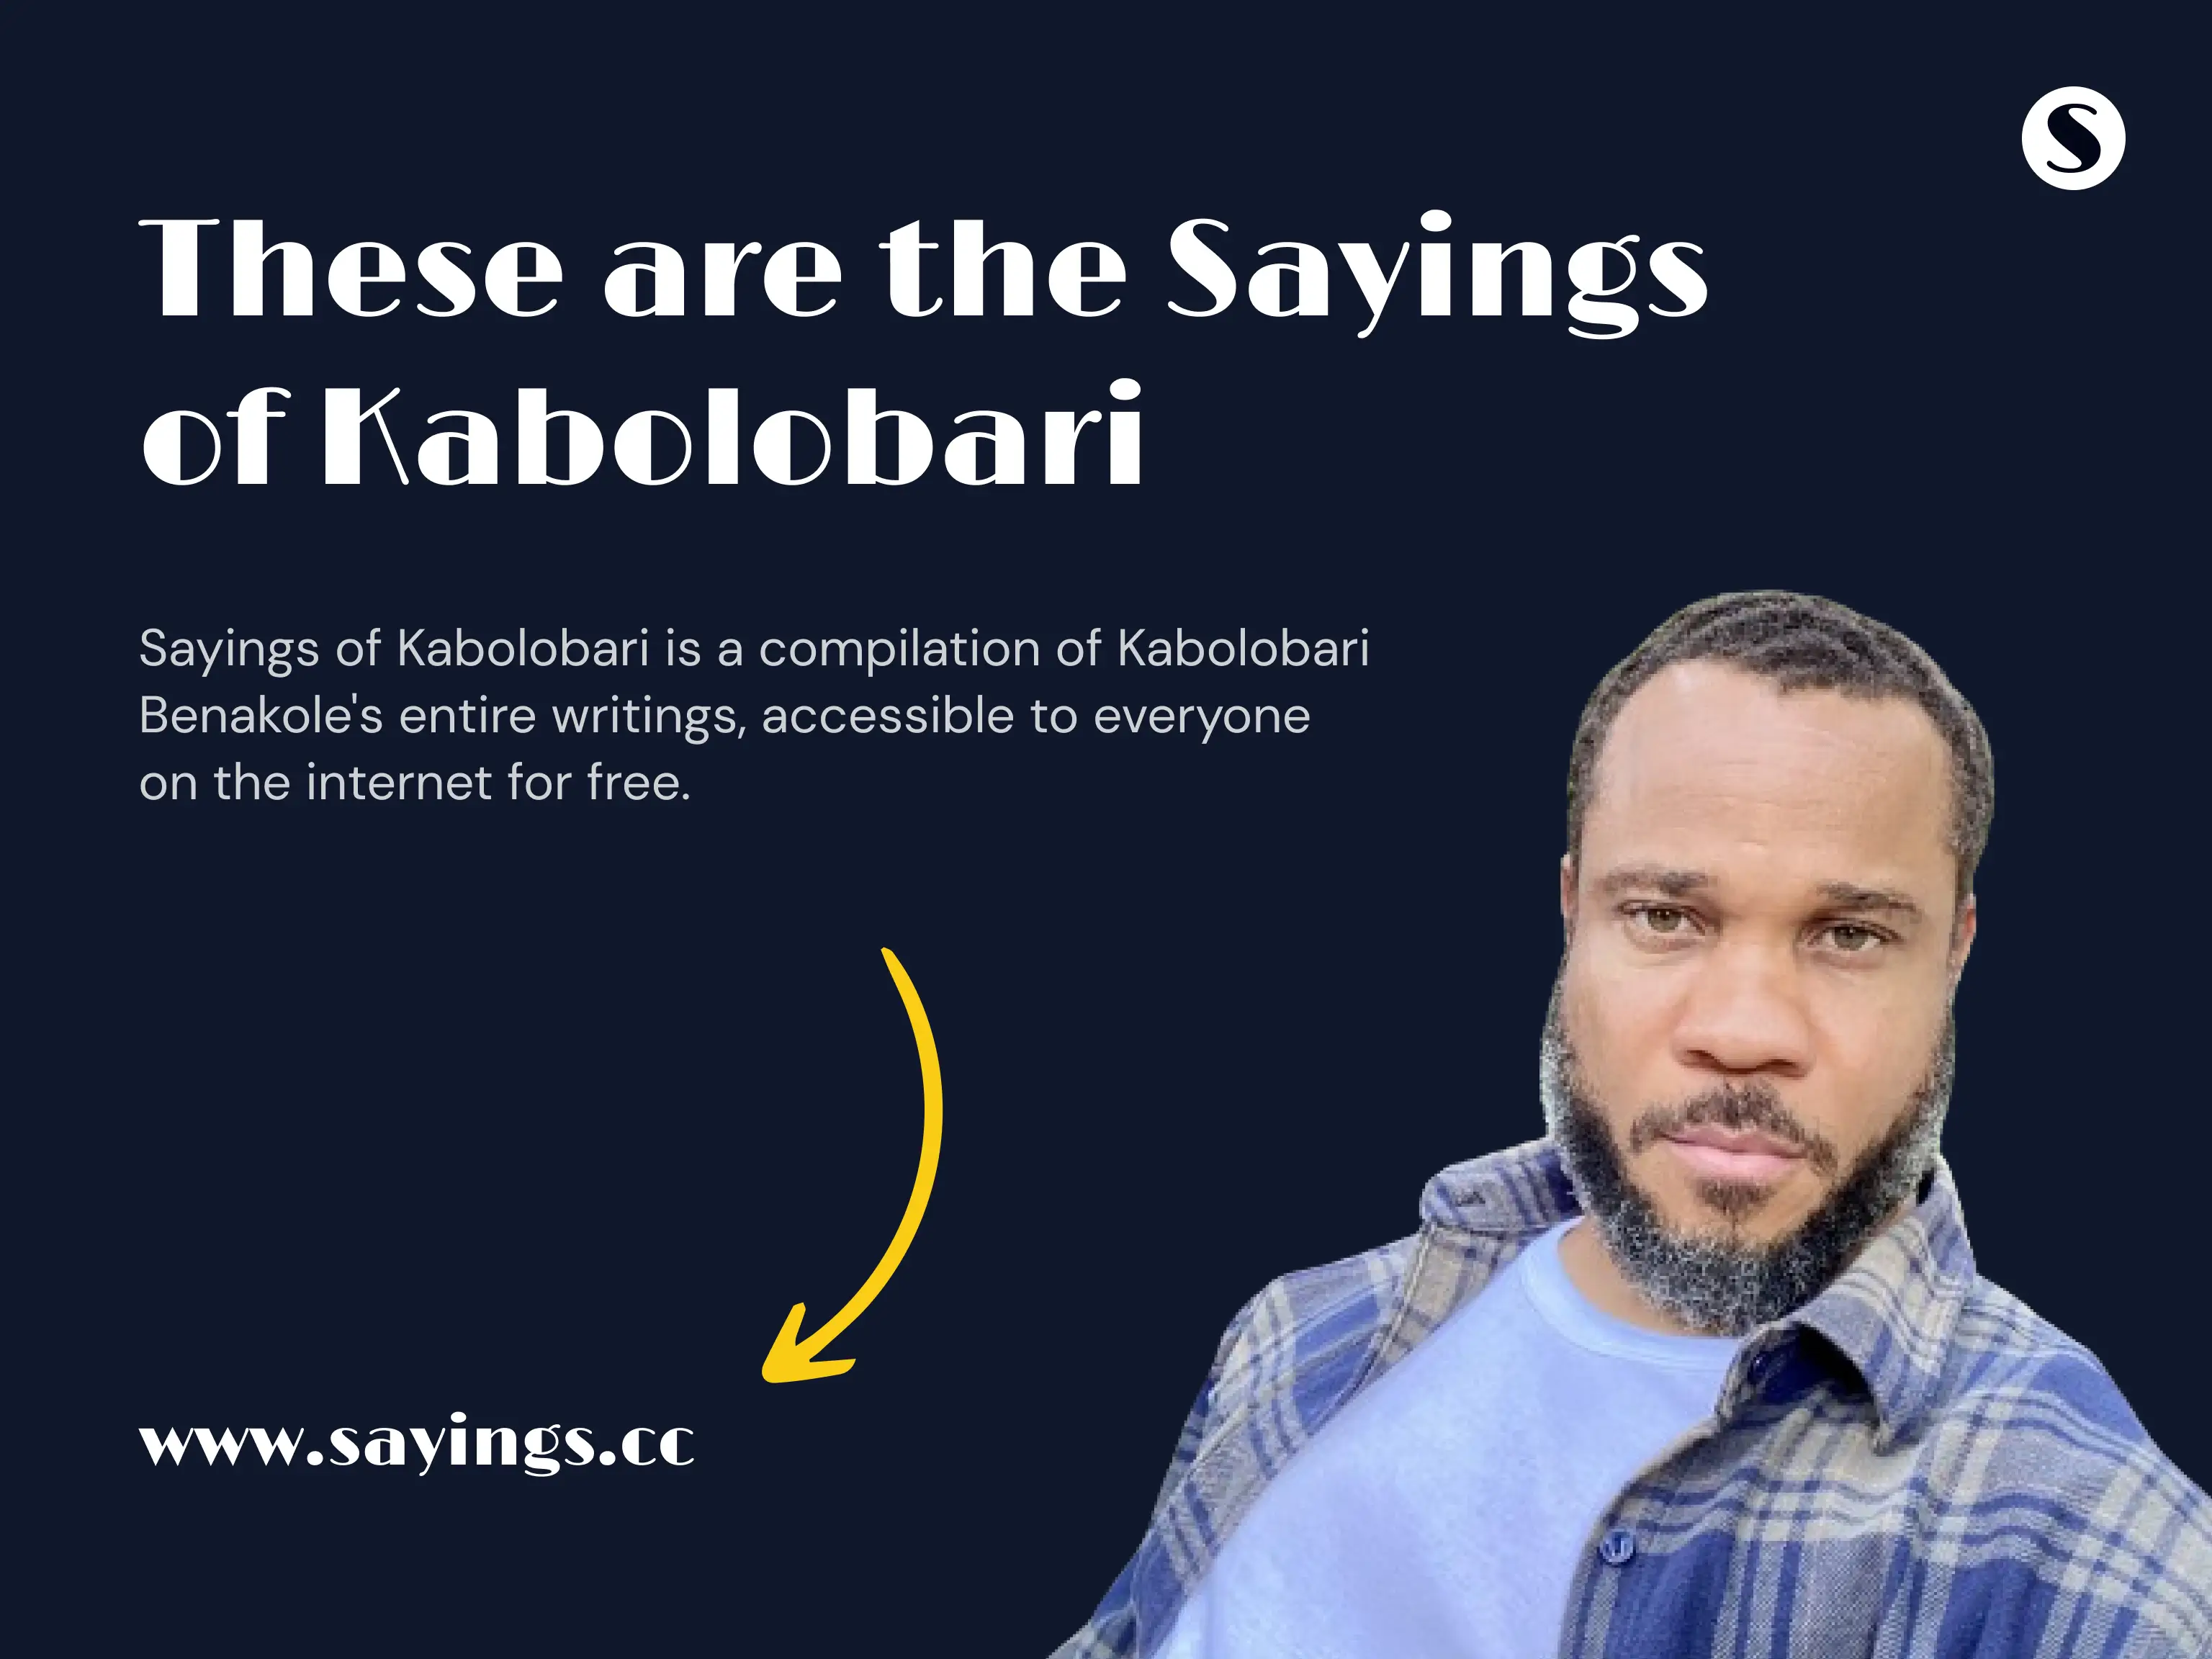 S
These are the Sayings
of Kabolobari
Sayings of Kabolobari is a compilation of Kabolobari
Benakole's entire writings, accessible to everyone
on the internet for free.
www.sayings.cc